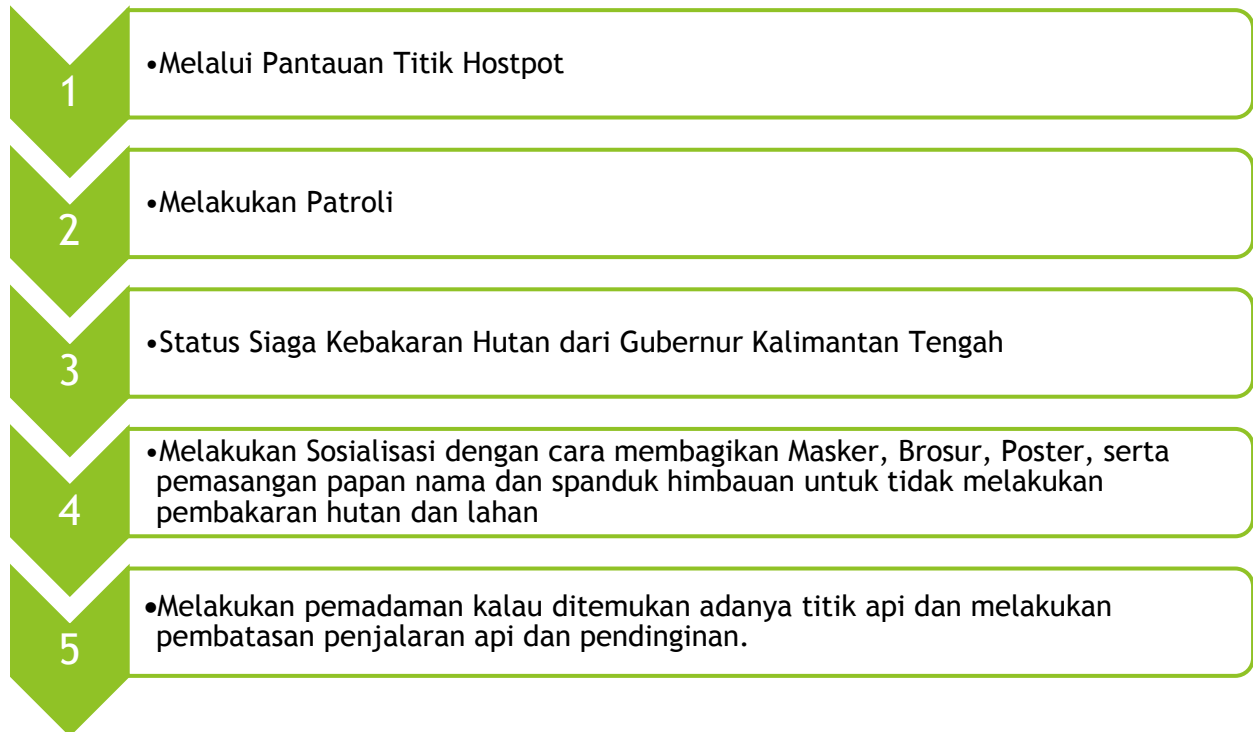 1
•Melalui Pantauan Titik Hostpot
2
•Melakukan Patroli
3
•Status Siaga Kebakaran Hutan dari Gubernur Kalimantan Tengah
4
•Melakukan Sosialisasi dengan cara membagikan Masker, Brosur, Poster, serta
pemasangan papan nama dan spanduk himbauan untuk tidak melakukan
pembakaran hutan dan lahan
5
•Melakukan pemadaman kalau ditemukan adanya titik api dan melakukan
pembatasan penjalaran api dan pendinginan.